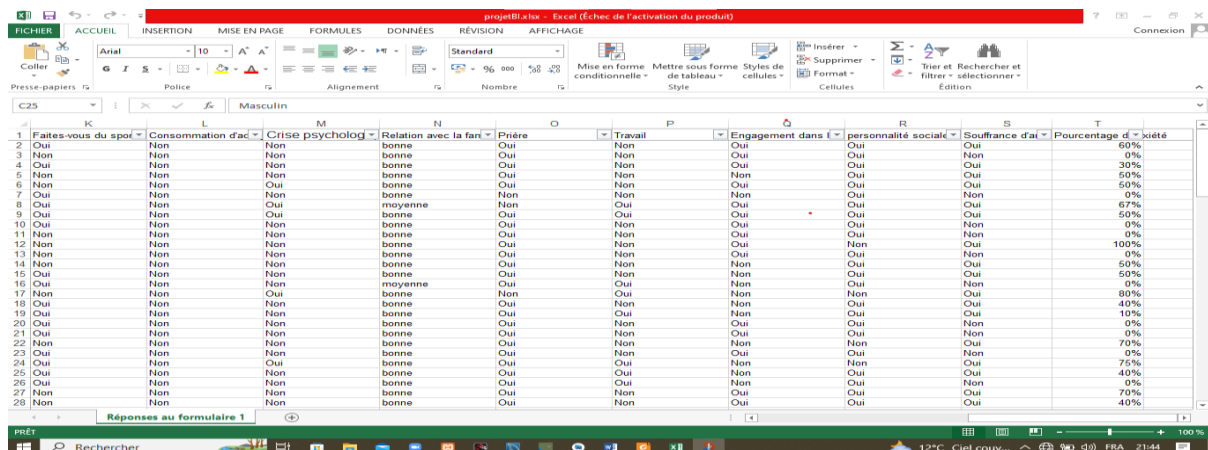 projetBI.xlsx - Excel (Échec de l'activation du produit)
FICHIER ACCUEIL INSERTION MISE EN PAGE FORMULES DONNÉES RÉVISION AFFICHAGE Connexion
Coller Arial 10 Standard Insérer
G I S % 000 Mise en forme Mettre sous forme Styles de Supprimer Trier et Rechercher et
conditionnelle de tableau cellules Format filtrer sélectionner
Presse-papiers Police Alignement Nombre Style Cellules Édition
C25 fx Masculin
K L M N O P Q R S T
1 Faites-vous du spor Consommation d'ac Crise psycholog Relation avec la fan Prière Travail Engagement dans l personnalité sociale Souffrance d'ai Pourcentage d xiété
2 Oui Non Non bonne Oui Non Oui Oui Oui 60%
3 Non Non Non bonne Oui Non Oui Oui Non 0%
4 Oui Non Non bonne Oui Non Oui Oui Oui 30%
5 Non Non Non bonne Oui Non Non Oui Oui 50%
6 Non Non Oui bonne Oui Non Oui Oui Oui 50%
7 Oui Non Non bonne Non Non Oui Oui Non 0%
8 Oui Non Oui moyenne Non Oui Oui Oui Oui 67%
9 Oui Non Oui bonne Oui Oui Oui Oui Oui 50%
10 Oui Non Non bonne Oui Oui Oui Oui Non 0%
11 Non Non Non bonne Oui Non Oui Oui Non 0%
12 Non Non Non bonne Oui Non Oui Non Oui 100%
13 Non Non Non bonne Oui Non Oui Oui Non 0%
14 Non Non Non bonne Oui Non Non Oui Oui 50%
15 Oui Non Non bonne Oui Oui Non Oui Oui 50%
16 Oui Non Non moyenne Oui Oui Non Oui Non 0%
17 Non Non Oui bonne Non Oui Non Non Oui 80%
18 Oui Non Non bonne Oui Oui Non Oui Oui 40%
19 Oui Non Non bonne Oui Oui Non Oui Oui 10%
20 Oui Non Non bonne Oui Non Oui Oui Non 0%
21 Oui Non Non bonne Oui Non Oui Oui Non 0%
22 Non Non Non bonne Oui Non Non Non Oui 70%
23 Oui Non Non bonne Oui Non Oui Oui Non 0%
24 Oui Non Oui bonne Oui Oui Non Non Oui 75%
25 Oui Non Non bonne Oui Oui Non Oui Oui 40%
26 Oui Non Non bonne Oui Oui Non Oui Non 0%
27 Non Non Non bonne Oui Non Oui Oui Oui 70%
28 Non Non Non bonne Oui Non Oui Oui Oui 40%
Réponses au formulaire 1
PRÊT 100 %
Rechercher 12°C Ciel couv... FRA 21:44